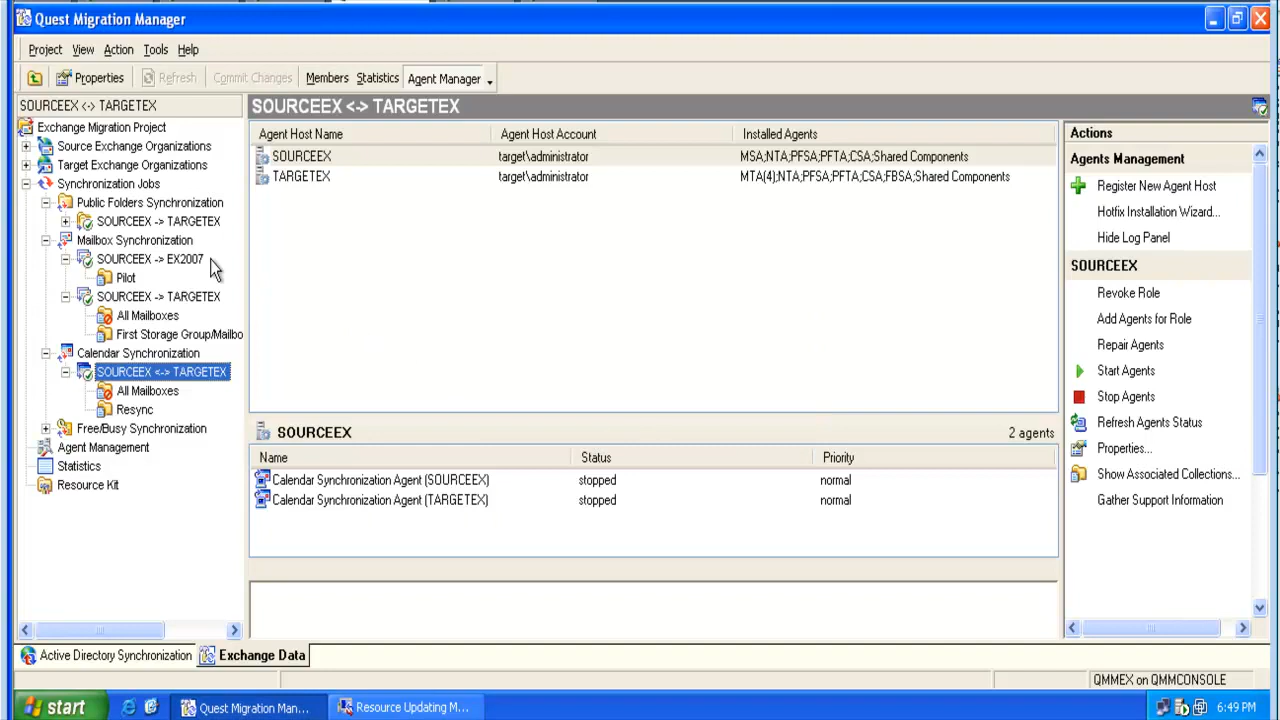 Quest Migration Manager
Project View Action Tools Help
Properties Refresh Commit Changes Members Statistics Agent Manager
SOURCEEX <-> TARGETEX
Exchange Migration Project
Source Exchange Organizations
Target Exchange Organizations
Synchronization Jobs
Public Folders Synchronization
SOURCEEX -> TARGETEX
Mailbox Synchronization
SOURCEEX -> EX2007
Pilot
SOURCEEX -> TARGETEX
All Mailboxes
First Storage Group/Mailbo
Calendar Synchronization
SOURCEEX <-> TARGETEX
All Mailboxes
Resync
Free/Busy Synchronization
Agent Management
Statistics
Resource Kit
SOURCEEX <-> TARGETEX
Agent Host Name Agent Host Account Installed Agents
SOURCEEX target\administrator MSA;NTA;PFSA;PFTA;CSA;Shared Components
TARGETEX target\administrator MTA(4);NTA;PFSA;PFTA;CSA;FBSA;Shared Components
SOURCEEX 2 agents
Name Status Priority
Calendar Synchronization Agent (SOURCEEX) stopped normal
Calendar Synchronization Agent (TARGETEX) stopped normal
Actions
Agents Management
Register New Agent Host
Hotfix Installation Wizard...
Hide Log Panel
SOURCEEX
Revoke Role
Add Agents for Role
Repair Agents
Start Agents
Stop Agents
Refresh Agents Status
Properties...
Show Associated Collections...
Gather Support Information
Active Directory Synchronization Exchange Data
QMMEX on QMMCONSOLE
start Quest Migration Man... Resource Updating M... 6:49 PM